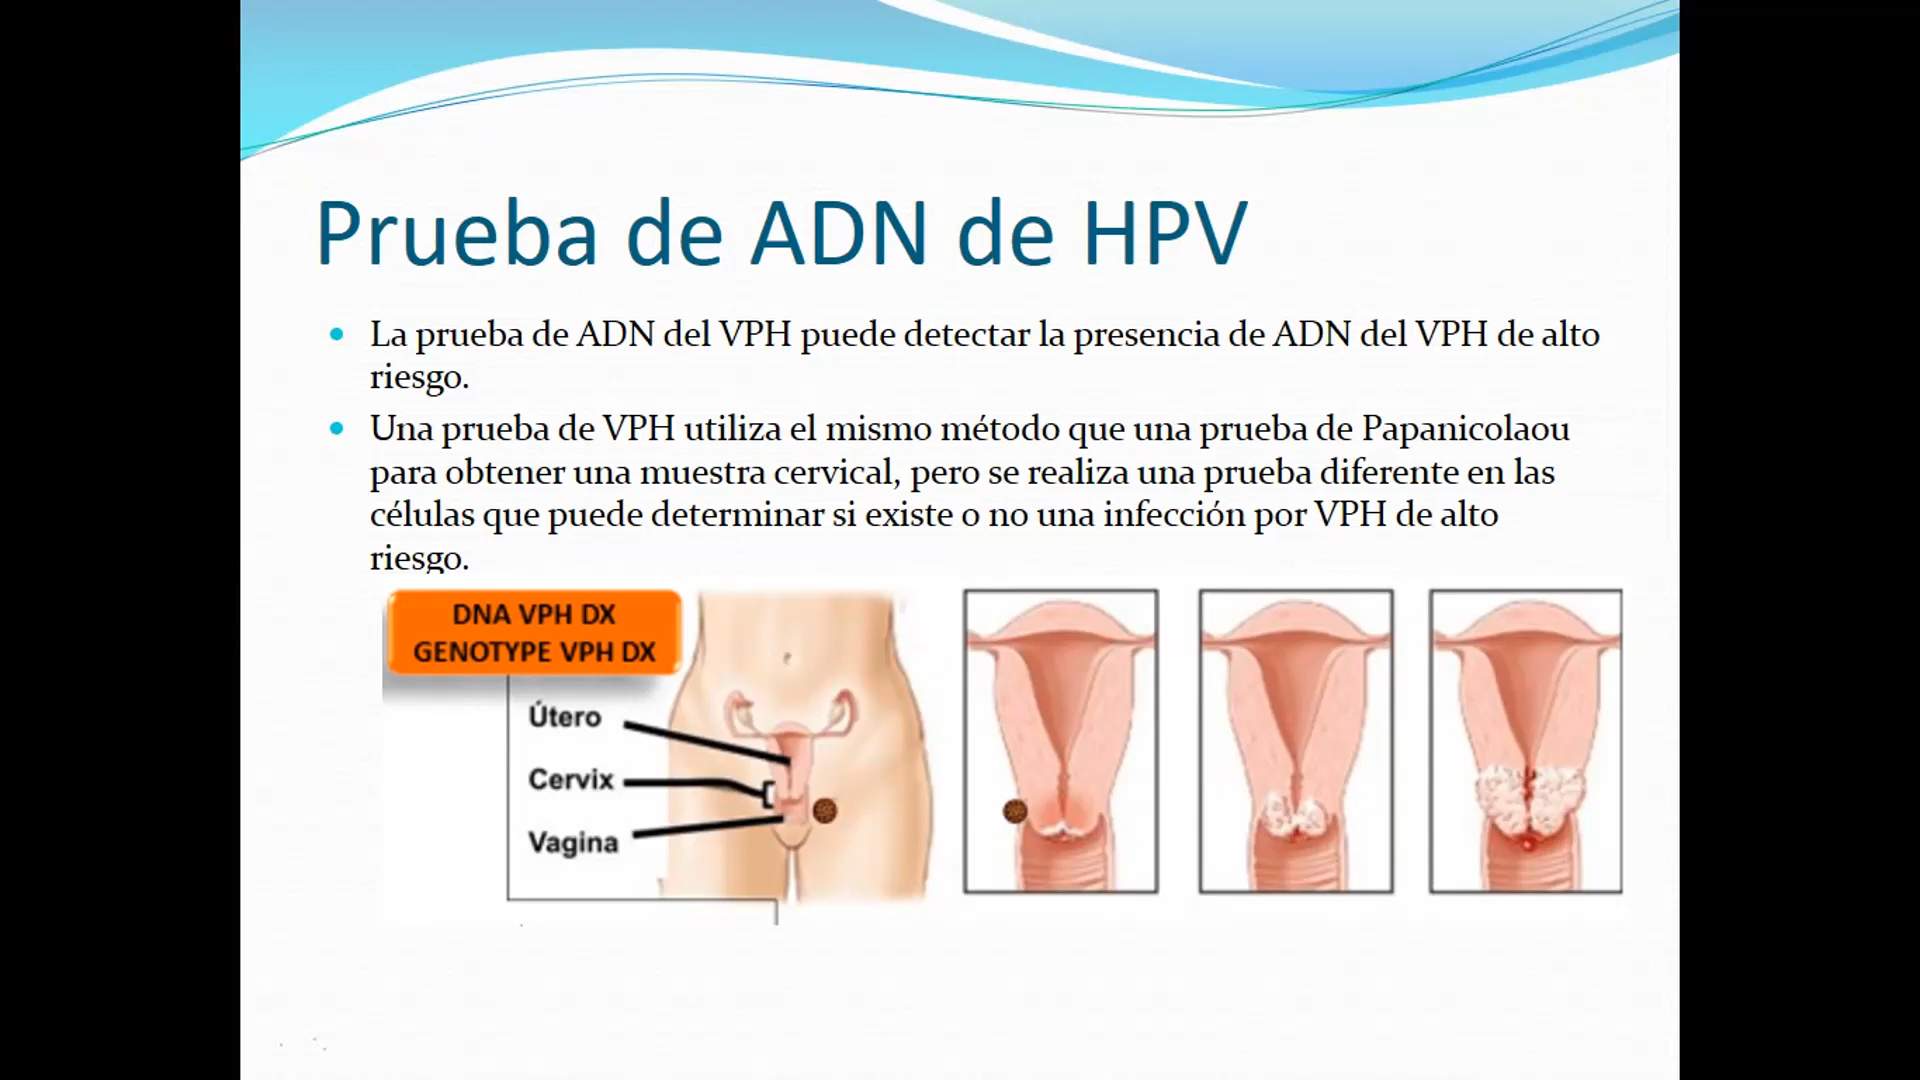 Prueba de ADN de HPV
La prueba de ADN del VPH puede detectar la presencia de ADN del VPH de alto
riesgo.
Una prueba de VPH utiliza el mismo método que una prueba de Papanicolaou
para obtener una muestra cervical, pero se realiza una prueba diferente en las
células que puede determinar si existe o no una infección por VPH de alto
riesgo.
DNA VPH DX
GENOTYPE VPH DX
Útero
Cervix
Vagina